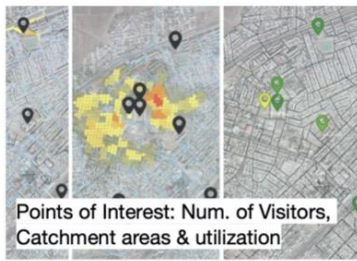 Points of Interest: Num. of Visitors,
Catchment areas & utilization